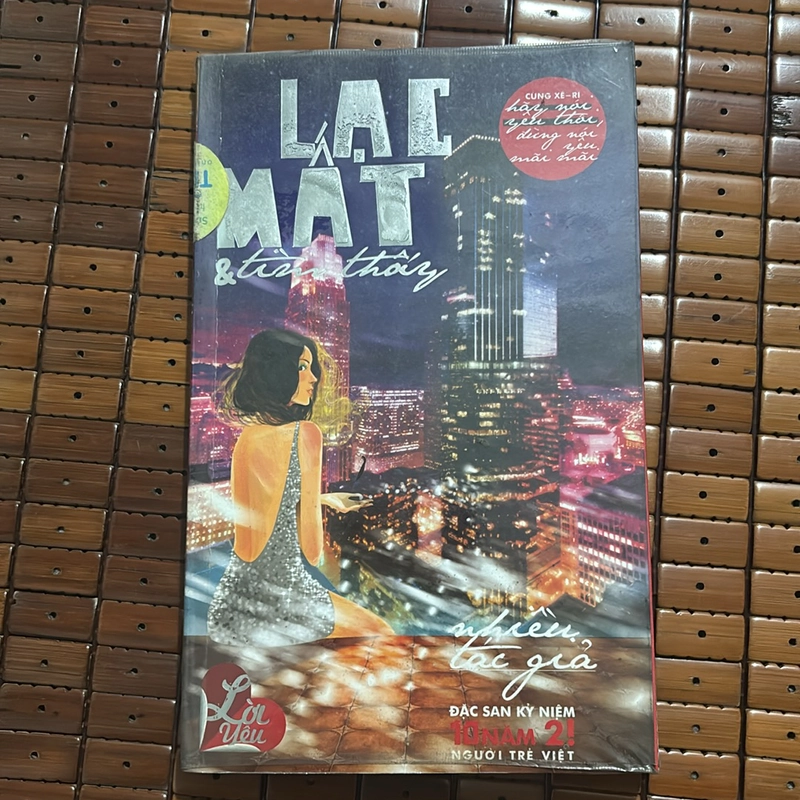 LẠC
MẤT
& tìm thấy
CÙNG XÊ-RI
hãy nói
yêu thôi,
đừng nói
yêu
mãi mãi
nhiều
tác giả
ĐẶC SAN KỶ NIỆM
10 NĂM 2!
NGƯỜI TRẺ VIỆT
Lời
Yêu